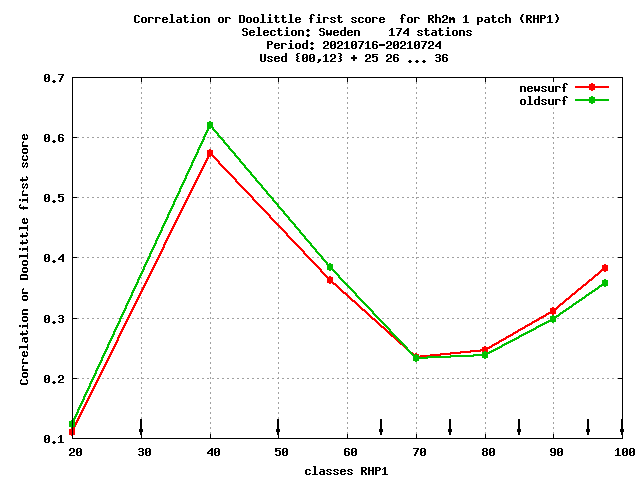 Correlation or Doolittle first score  for Rh2m 1 patch (RHP1)
Selection: Sweden    174 stations
Period: 20210716-20210724
Used {00,12} + 25 26 ... 36
newsurf
oldsurf
Correlation or Doolittle first score
0.7
0.6
0.5
0.4
0.3
0.2
0.1
20 30 40 50 60 70 80 90 100
classes RHP1